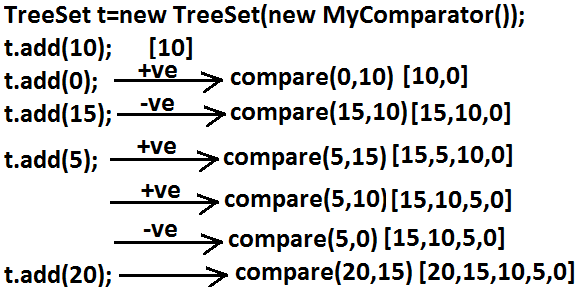 TreeSet t=new TreeSet(new MyComparator());
t.add(10); [10]
t.add(0); +ve compare(0,10) [10,0]
t.add(15); -ve compare(15,10) [15,10,0]
t.add(5); +ve compare(5,15) [15,5,10,0]
+ve compare(5,10) [15,10,5,0]
-ve compare(5,0) [15,10,5,0]
t.add(20); compare(20,15) [20,15,10,5,0]